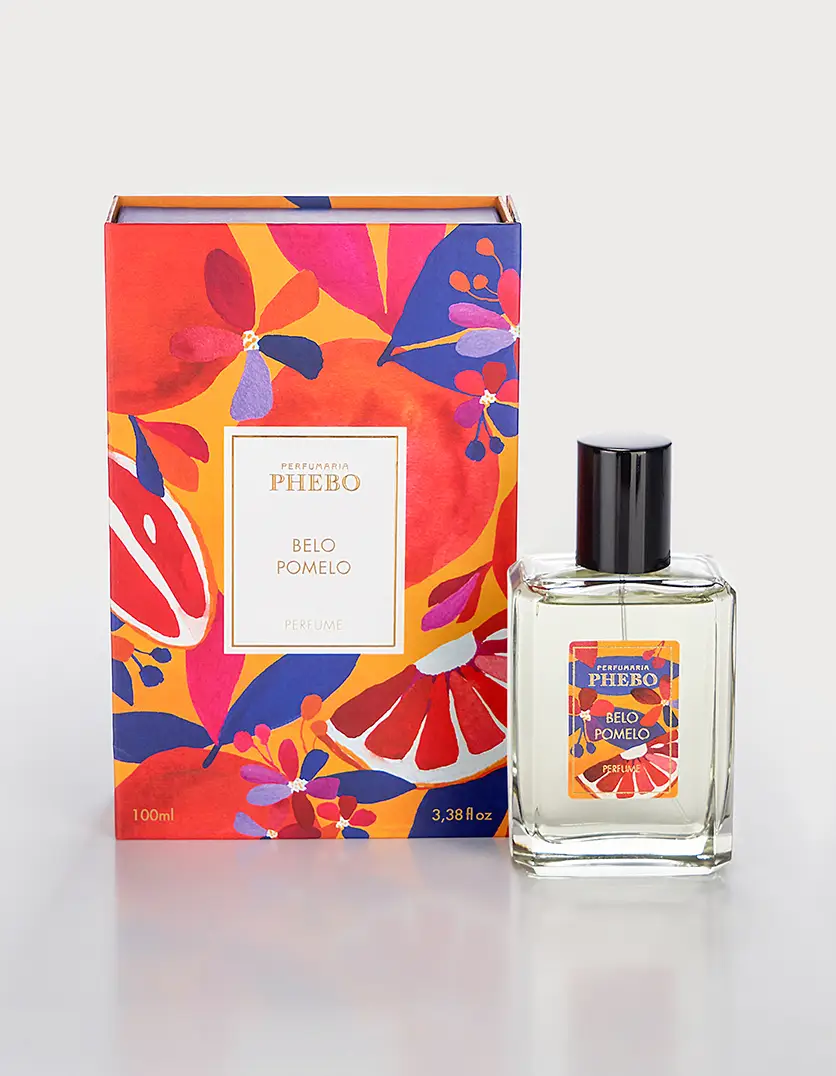 PERFUMARIA
PHEBO
BELO
POMELO
PERFUME
100ml
3,38 fl oz
PERFUMARIA
PHEBO
BELO
POMELO
PERFUME